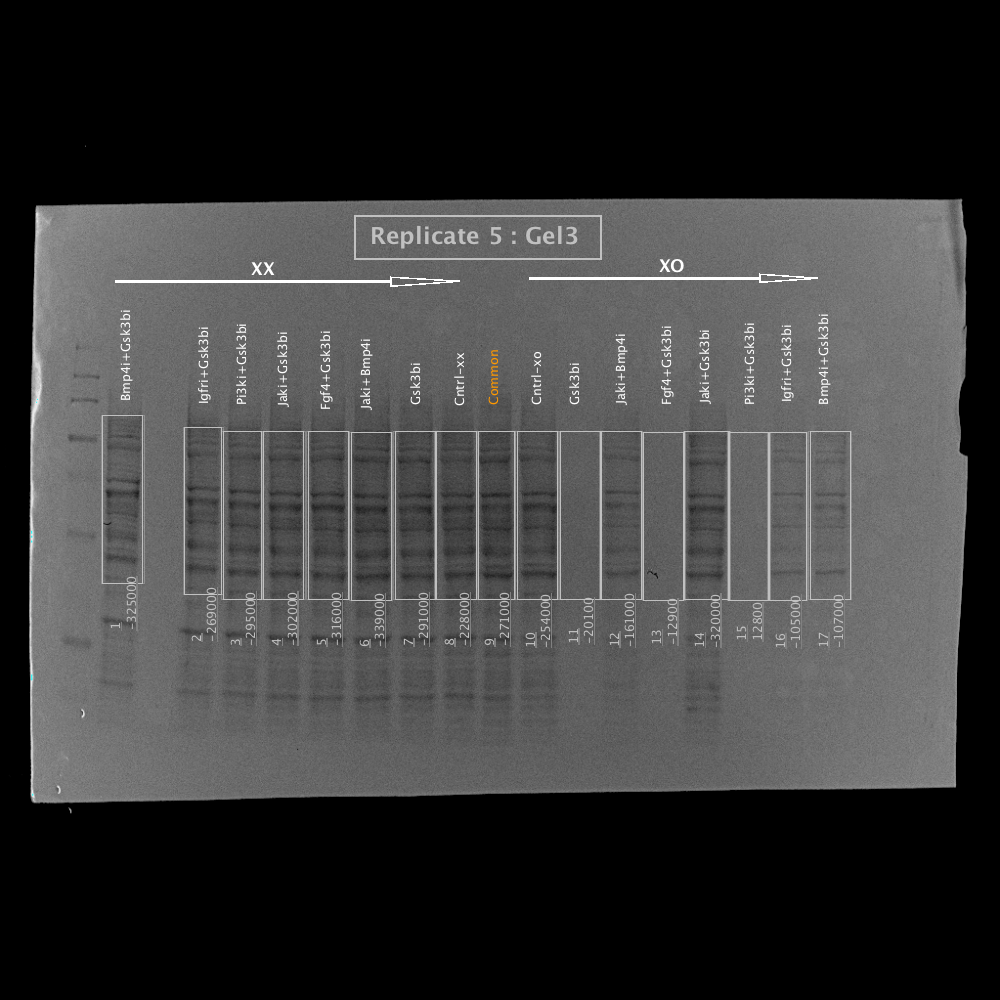 Replicate 5 : Gel3
XX
XO
Bmp4i+Gsk3bi
Igfri+Gsk3bi
Pi3ki+Gsk3bi
Jaki+Gsk3bi
Fgf4+Gsk3bi
Jaki+Bmp4i
Gsk3bi
Cntrl-xx
Common
Cntrl-xo
Gsk3bi
Jaki+Bmp4i
Fgf4+Gsk3bi
Jaki+Gsk3bi
Pi3ki+Gsk3bi
Igfri+Gsk3bi
Bmp4i+Gsk3bi
1
-325000
2
-269000
3
-295000
4
-302000
5
-316000
6
-339000
7
-291000
8
-228000
9
-271000
10
-254000
11
-20100
12
-161000
13
-12900
14
-320000
15
12800
16
-105000
17
-107000